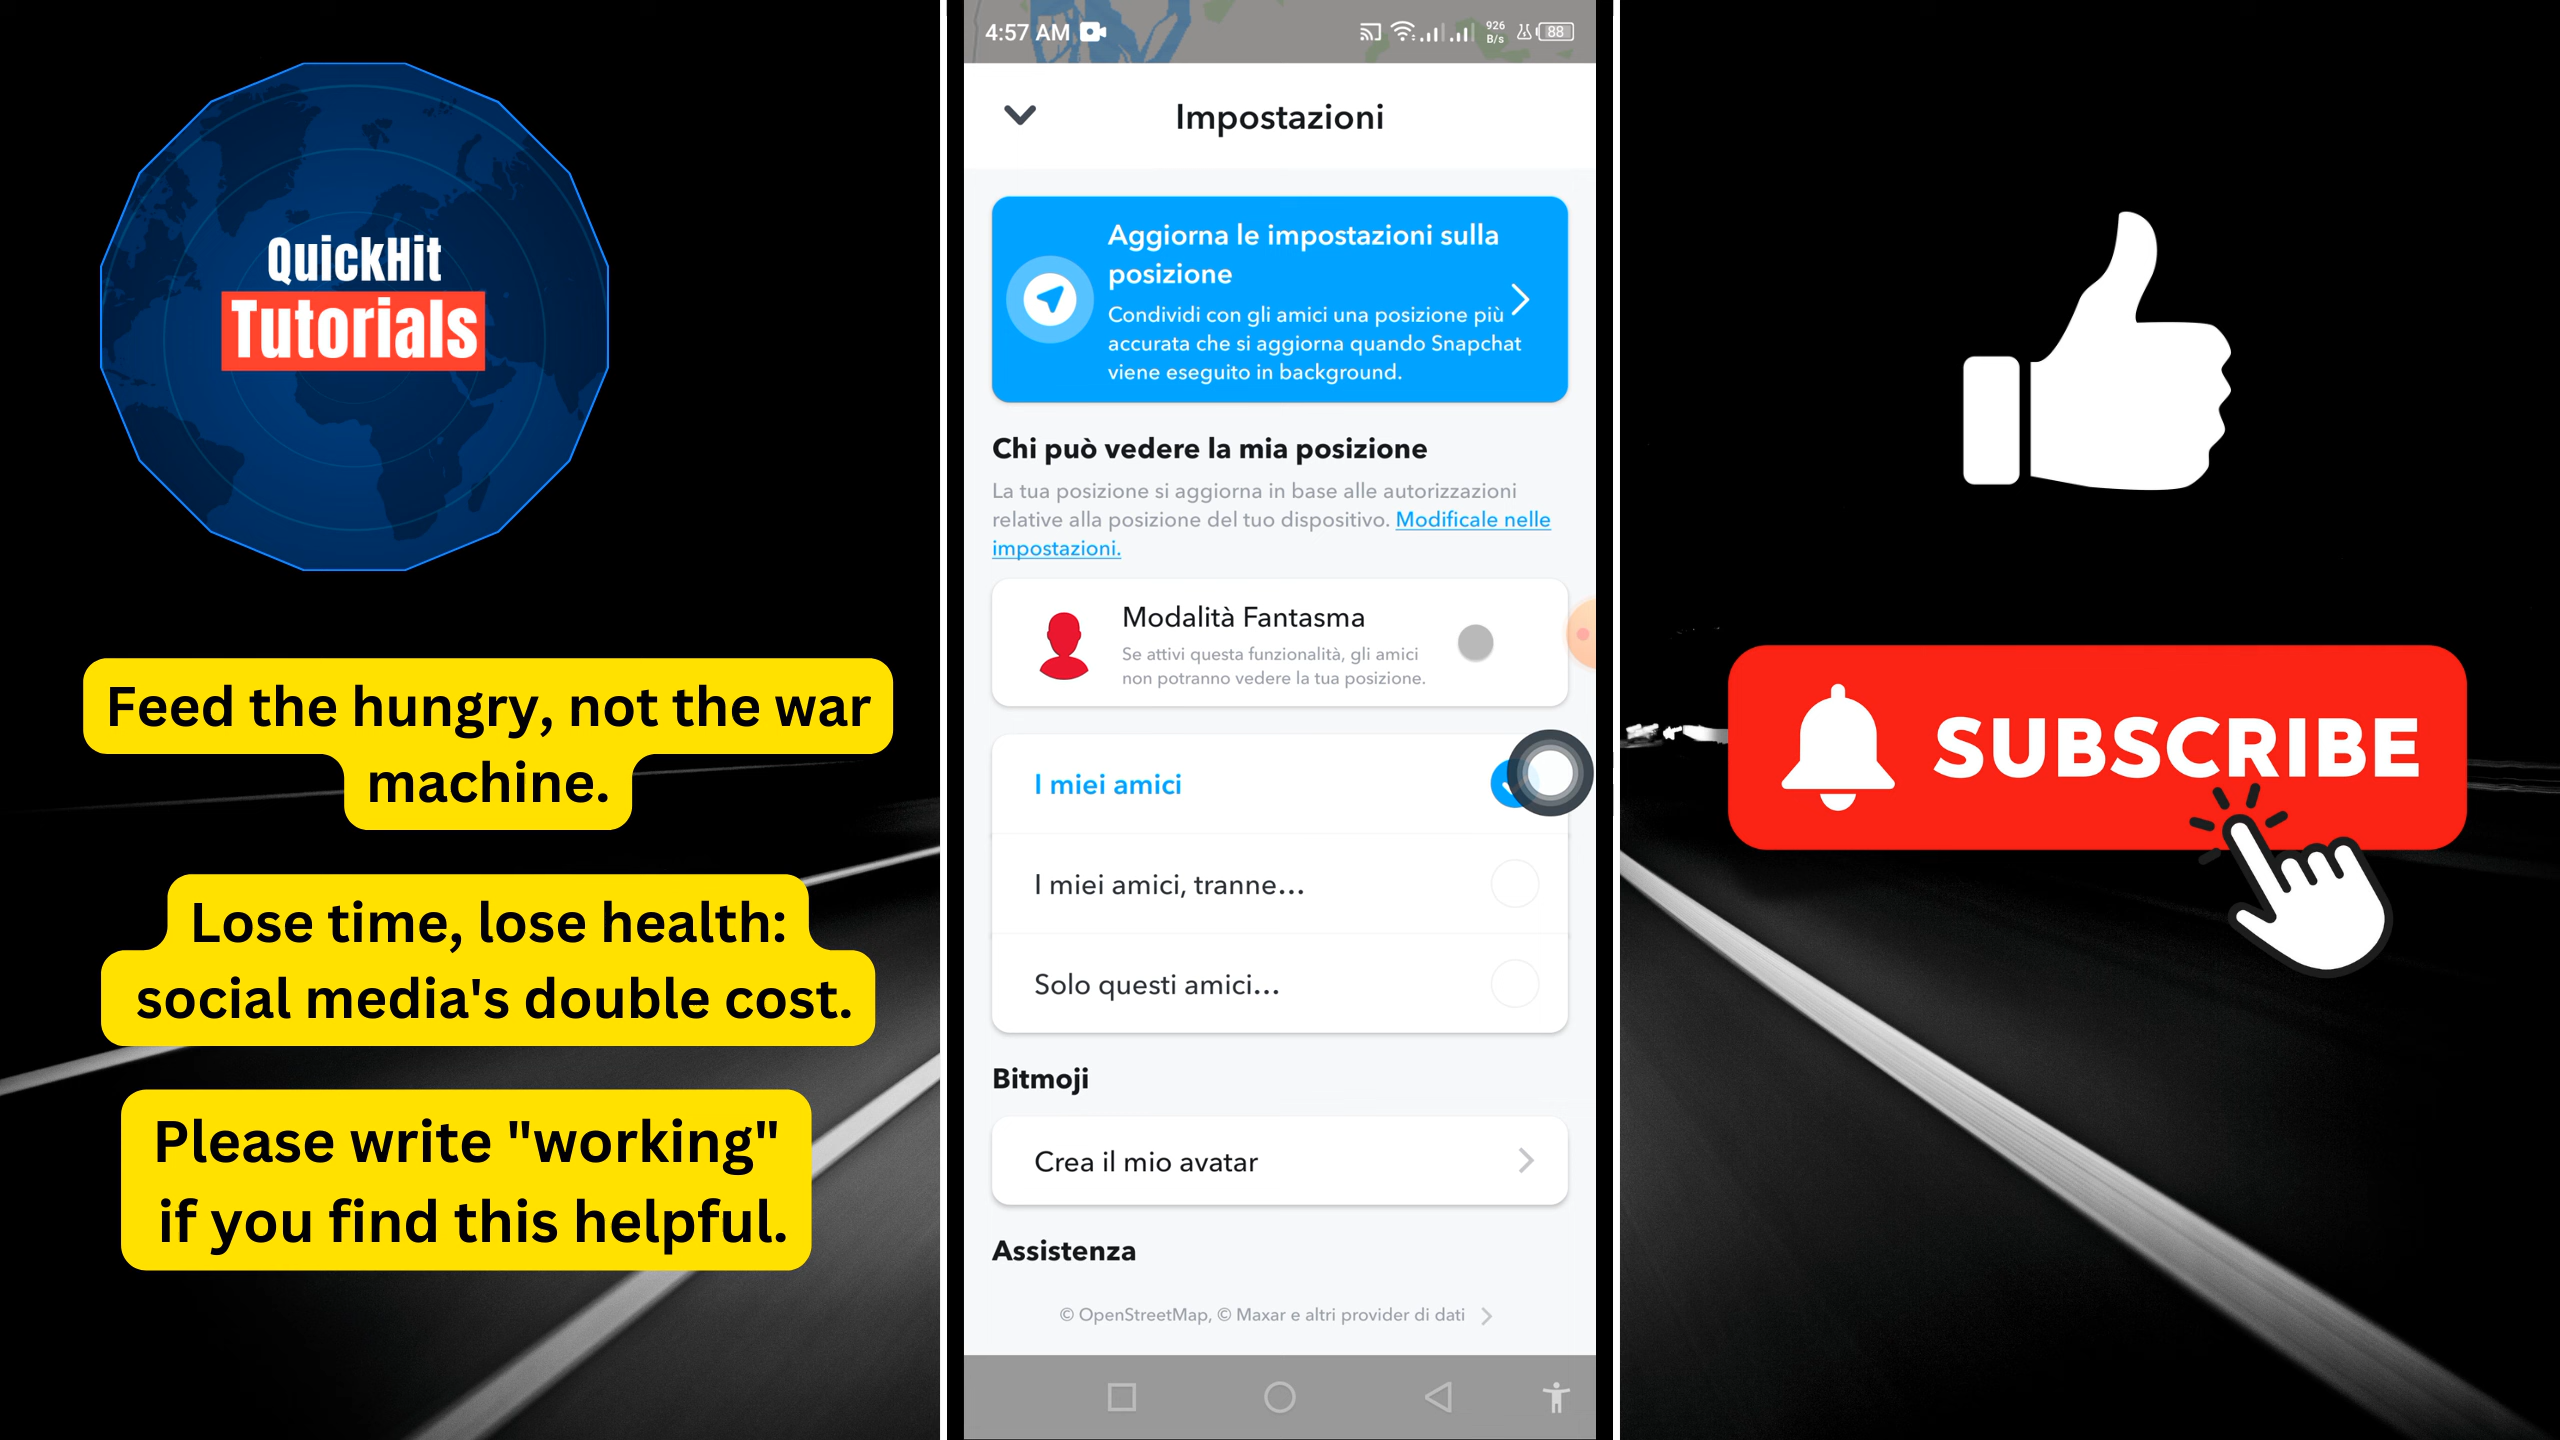 QuickHit
Tutorials
Feed the hungry, not the war
machine.
Lose time, lose health:
social media's double cost.
Please write "working"
if you find this helpful.
4:57 AM
926
B/s
88
Impostazioni
Aggiorna le impostazioni sulla
posizione
Condividi con gli amici una posizione più
accurata che si aggiorna quando Snapchat
viene eseguito in background.
Chi può vedere la mia posizione
La tua posizione si aggiorna in base alle autorizzazioni
relative alla posizione del tuo dispositivo. Modificale nelle
impostazioni.
Modalità Fantasma
Se attivi questa funzionalità, gli amici
non potranno vedere la tua posizione.
I miei amici
I miei amici, tranne...
Solo questi amici...
Bitmoji
Crea il mio avatar
Assistenza
© OpenStreetMap, © Maxar e altri provider di dati
SUBSCRIBE